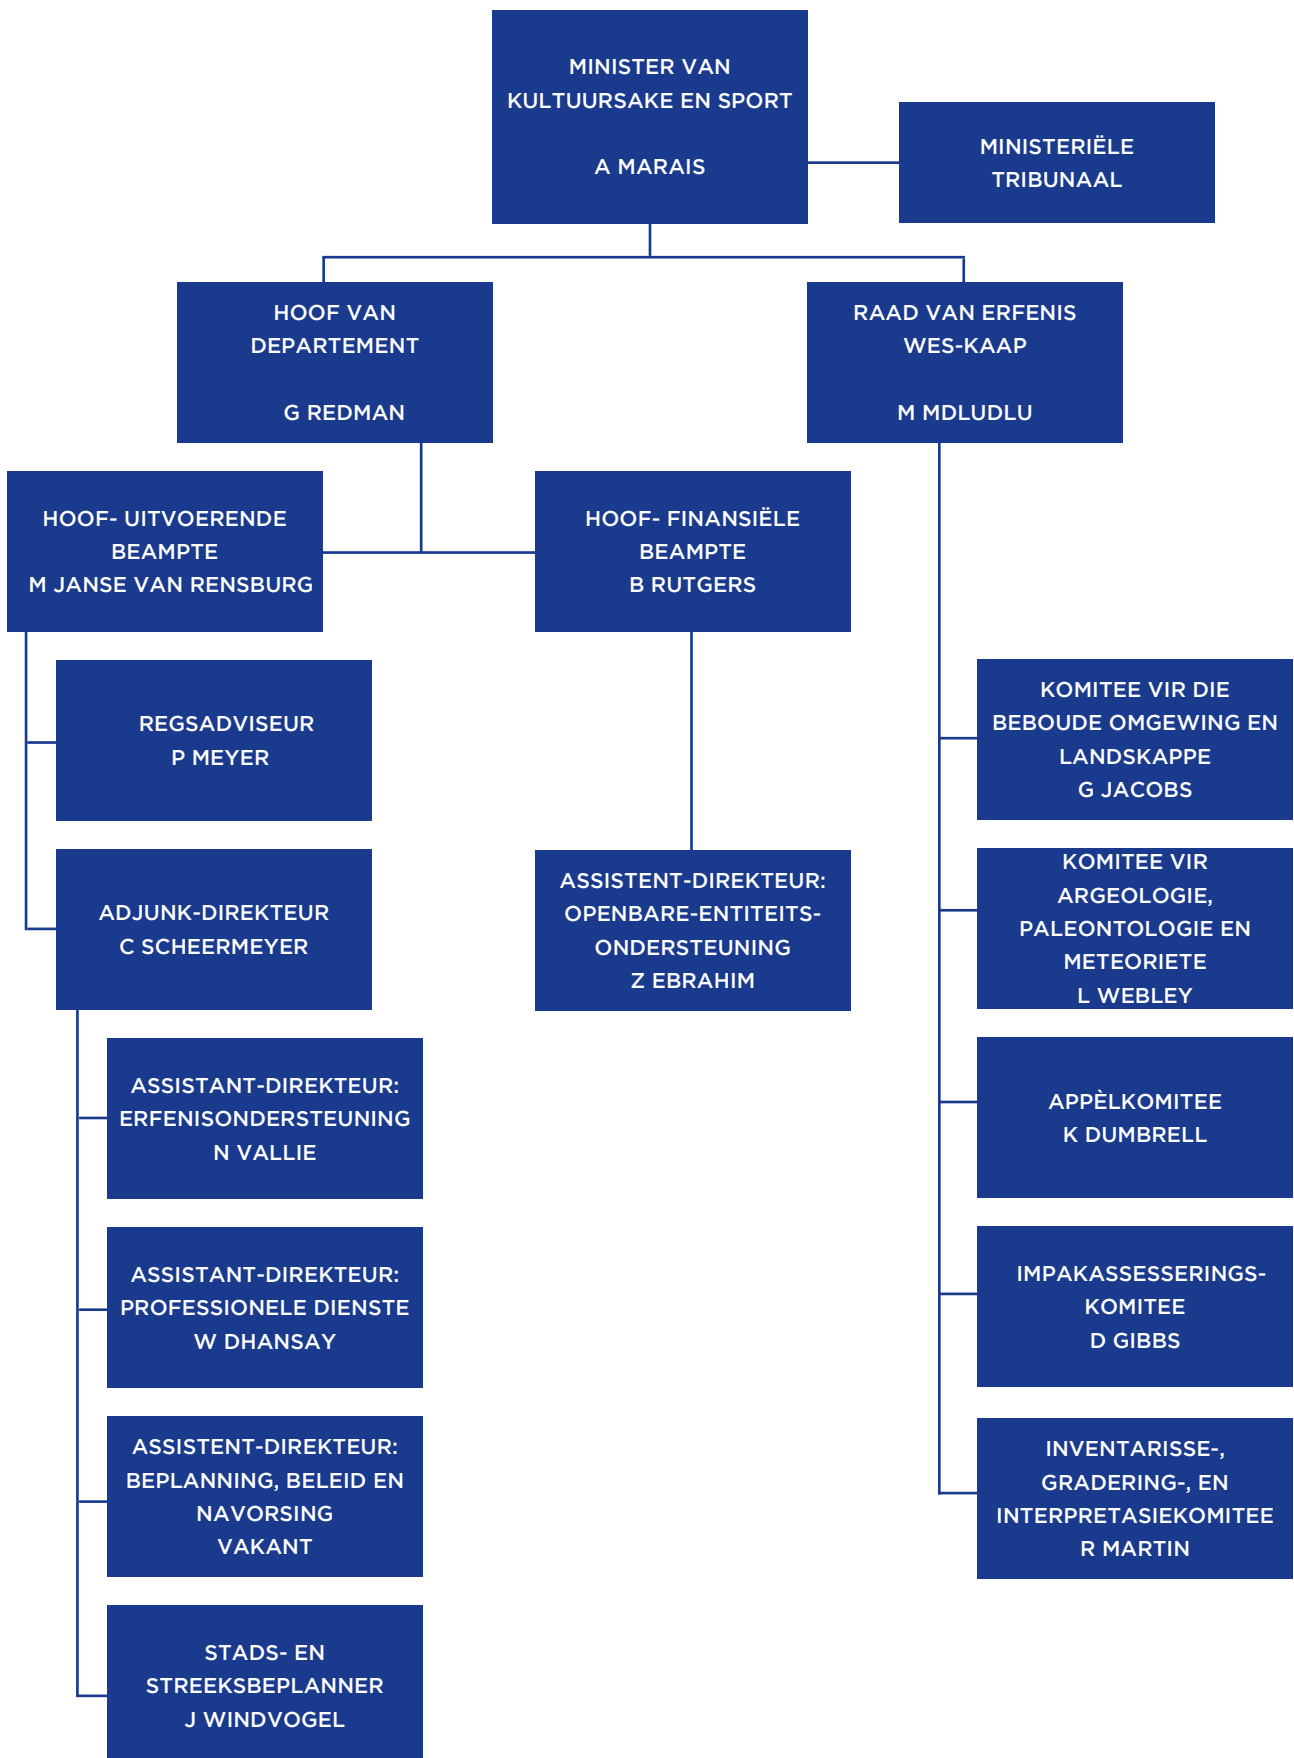 MINISTER VAN
KULTUURSAKE EN SPORT
A MARAIS
MINISTERIËLE
TRIBUNAAL
HOOF VAN
DEPARTEMENT
G REDMAN
RAAD VAN ERFENIS
WES-KAAP
M MDLUDLU
HOOF- UITVOERENDE
BEAMPTE
M JANSE VAN RENSBURG
HOOF- FINANSIËLE
BEAMPTE
B RUTGERS
REGSADVISEUR
P MEYER
ADJUNK-DIREKTEUR
C SCHEERMEYER
ASSISTENT-DIREKTEUR:
OPENBARE-ENTITEITS-
ONDERSTEUNING
Z EBRAHIM
ASSISTANT-DIREKTEUR:
ERFENISONDERSTEUNING
N VALLIE
ASSISTANT-DIREKTEUR:
PROFESSIONELE DIENSTE
W DHANSAY
ASSISTENT-DIREKTEUR:
BEPLANNING, BELEID EN
NAVORSING
VAKANT
STADS- EN
STREEKSBEPLANNER
J WINDVOGEL
KOMITEE VIR DIE
BEBOUDE OMGEWING EN
LANDSKAPPE
G JACOBS
KOMITEE VIR
ARGEOLOGIE,
PALEONTOLOGIE EN
METEORIETE
L WEBLEY
APPÈLKOMITEE
K DUMBRELL
IMPAKASSESSERINGS-
KOMITEE
D GIBBS
INVENTARISSE-,
GRADERING-, EN
INTERPRETASIEKOMITEE
R MARTIN